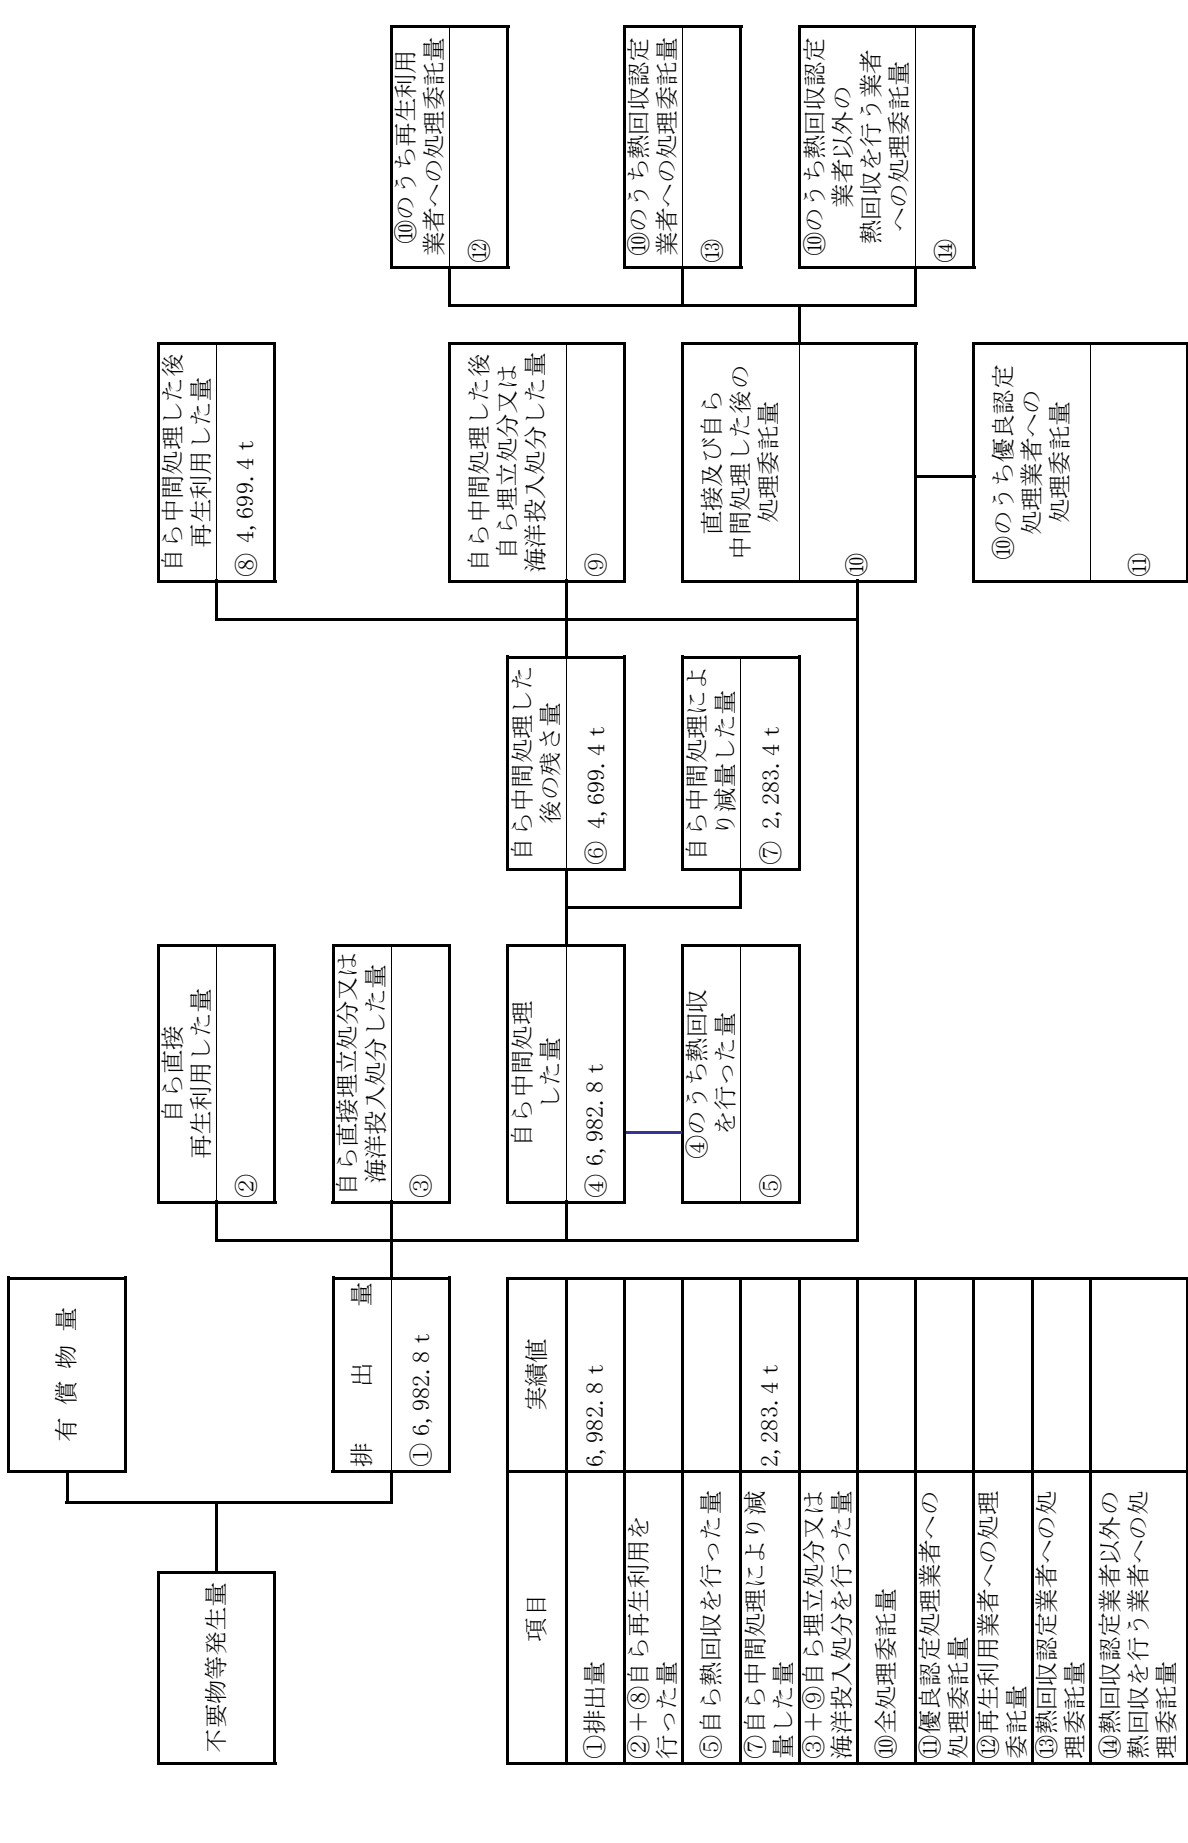 有 償 物 量
不要物等発生量
排 出 量
① 6,982.8 t
自ら直接
再生利用した量
②
自ら直接埋立処分又は
海洋投入処分した量
③
自ら中間処理
した量
④ 6,982.8 t
④のうち熱回収
を行った量
⑤
自ら中間処理した
後の残さ量
⑥ 4,699.4 t
自ら中間処理によ
り減量した量
⑦ 2,283.4 t
自ら中間処理した後
再生利用した量
⑧ 4,699.4 t
自ら中間処理した後
自ら埋立処分又は
海洋投入処分した量
⑨
直接及び自ら
中間処理した後の
処理委託量
⑩
⑩のうち優良認定
処理業者への
処理委託量
⑪
⑩のうち再生利用
業者への処理委託量
⑫
⑩のうち熱回収認定
業者への処理委託量
⑬
⑩のうち熱回収認定
業者以外の
熱回収を行う業者
への処理委託量
⑭
項目 実績値
①排出量 6,982.8 t
②＋⑧自ら再生利用を
行った量
⑤自ら熱回収を行った量
⑦自ら中間処理により減
量した量 2,283.4 t
③＋⑨自ら埋立処分又は
海洋投入処分を行った量
⑩全処理委託量
⑪優良認定処理業者への
処理委託量
⑫再生利用業者への処理
委託量
⑬熱回収認定業者への処
理委託量
⑭熱回収認定業者以外の
熱回収を行う業者への処
理委託量